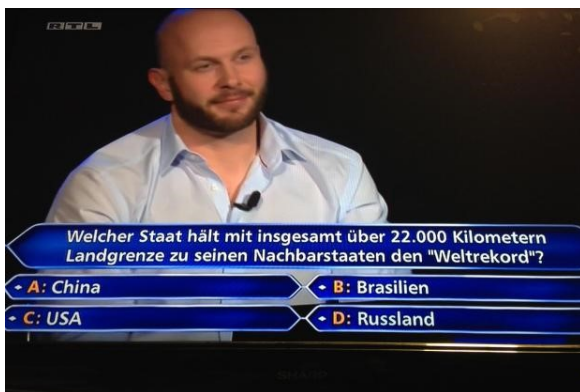 RTL
Welcher Staat hält mit insgesamt über 22.000 Kilometern
Landgrenze zu seinen Nachbarstaaten den "Weltrekord"?
A: China
B: Brasilien
C: USA
D: Russland
SHARP